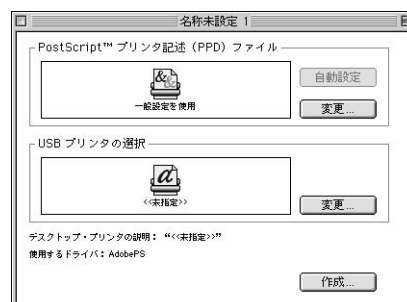 名称未設定 1
PostScript™ プリンタ記述（PPD）ファイル
自動設定
一般設定を使用
変更...
USB プリンタの選択
<<未指定>>
変更...
デスクトップ・プリンタの説明： “<<未指定>>”
使用するドライバ： AdobePS
作成...